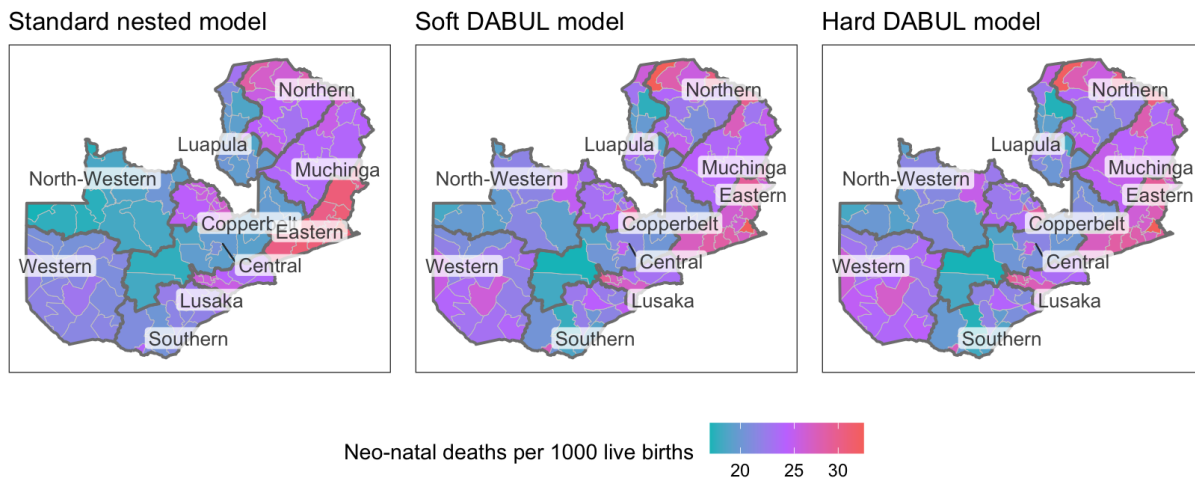 Standard nested model
Northern
Luapula
Muchinga
North-Western
Copperbelt
Eastern
Western
Central
Lusaka
Southern
Soft DABUL model
Northern
Luapula
Muchinga
North-Western
Eastern
Copperbelt
Western
Central
Lusaka
Southern
Hard DABUL model
Northern
Luapula
Muchinga
North-Western
Eastern
Copperbelt
Western
Central
Lusaka
Southern
Neo-natal deaths per 1000 live births
20 25 30